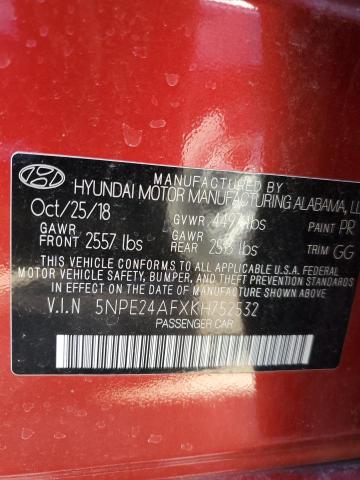 MANUFACTURED BY
HYUNDAI MOTOR MANUFACTURING ALABAMA, LL
Oct/25/18 GVWR 4497 lbs PAINT PR
GAWR FRONT 2557 lbs GAWR REAR lbs TRIM GG
THIS VEHICLE CONFORMS TO ALL APPLICABLE U.S.A. FEDERAL
MOTOR VEHICLE SAFETY, BUMPER, AND THEFT PREVENTION STANDARDS
IN EFFECT ON THE DATE OF MANUFACTURE SHOWN ABOVE.
V.I.N 5NPE24AFXKH752532
PASSENGER CAR